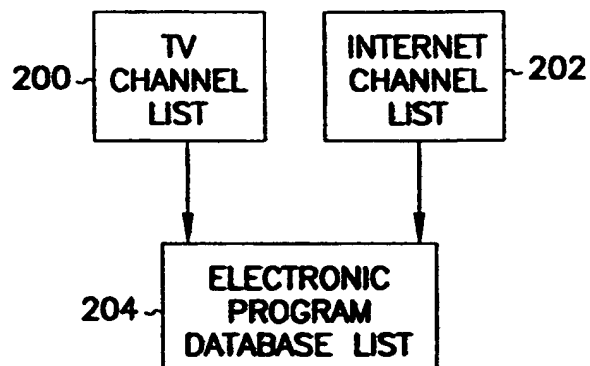 200
TV
CHANNEL
LIST
INTERNET
CHANNEL
LIST
202
204
ELECTRONIC
PROGRAM
DATABASE LIST